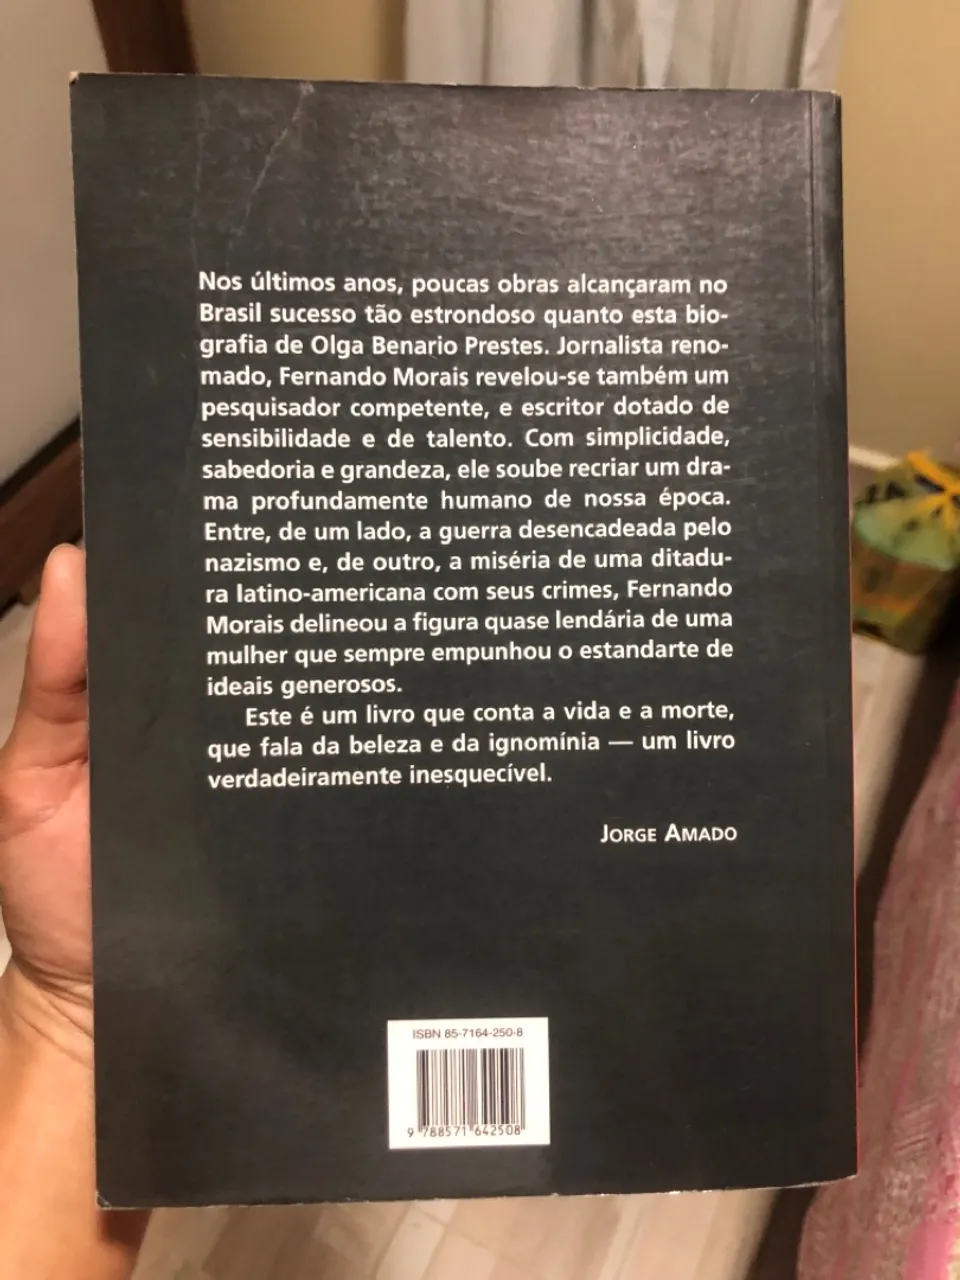 Nos últimos anos, poucas obras alcançaram no
Brasil sucesso tão estrondoso quanto esta bio-
grafia de Olga Benario Prestes. Jornalista reno-
mado, Fernando Morais revelou-se também um
pesquisador competente, e escritor dotado de
sensibilidade e de talento. Com simplicidade,
sabedoria e grandeza, ele soube recriar um dra-
ma profundamente humano de nossa época.
Entre, de um lado, a guerra desencadeada pelo
nazismo e, de outro, a miséria de uma ditadu-
ra latino-americana com seus crimes, Fernando
Morais delineou a figura quase lendária de uma
mulher que sempre empunhou o estandarte de
ideais generosos.
Este é um livro que conta a vida e a morte,
que fala da beleza e da ignomínia — um livro
verdadeiramente inesquecível.
JORGE AMADO
ISBN 85-7164-250-8
9 788571 642508